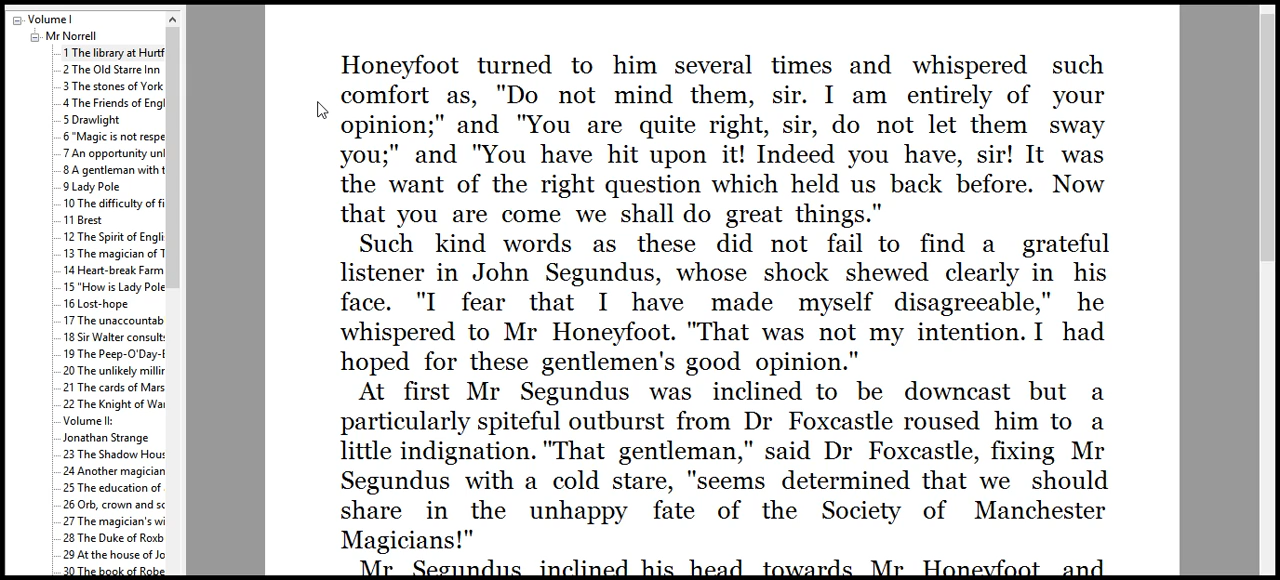 Volume I
Mr Norrell
1 The library at Hurtf
2 The Old Starre Inn
3 The stones of York
4 The Friends of Engl
5 Drawlight
6 "Magic is not respe
7 An opportunity unl
8 A gentleman with t
9 Lady Pole
10 The difficulty of fi
11 Brest
12 The Spirit of Engli
13 The magician of T
14 Heart-break Farm
15 "How is Lady Pole
16 Lost-hope
17 The unaccountab
18 Sir Walter consults
19 The Peep-O'Day-B
20 The unlikely millin
21 The cards of Mars
22 The Knight of War
Volume II:
Jonathan Strange
23 The Shadow Hous
24 Another magician
25 The education of
26 Orb, crown and sc
27 The magician's wi
28 The Duke of Roxb
29 At the house of Jo
30 The book of Robe
Honeyfoot turned to him several times and whispered such
comfort as, "Do not mind them, sir. I am entirely of your
opinion;" and "You are quite right, sir, do not let them sway
you;" and "You have hit upon it! Indeed you have, sir! It was
the want of the right question which held us back before. Now
that you are come we shall do great things."
Such kind words as these did not fail to find a grateful
listener in John Segundus, whose shock shewed clearly in his
face. "I fear that I have made myself disagreeable," he
whispered to Mr Honeyfoot. "That was not my intention. I had
hoped for these gentlemen's good opinion."
At first Mr Segundus was inclined to be downcast but a
particularly spiteful outburst from Dr Foxcastle roused him to a
little indignation. "That gentleman," said Dr Foxcastle, fixing Mr
Segundus with a cold stare, "seems determined that we should
share in the unhappy fate of the Society of Manchester
Magicians!"
Mr Segundus inclined his head towards Mr Honeyfoot and